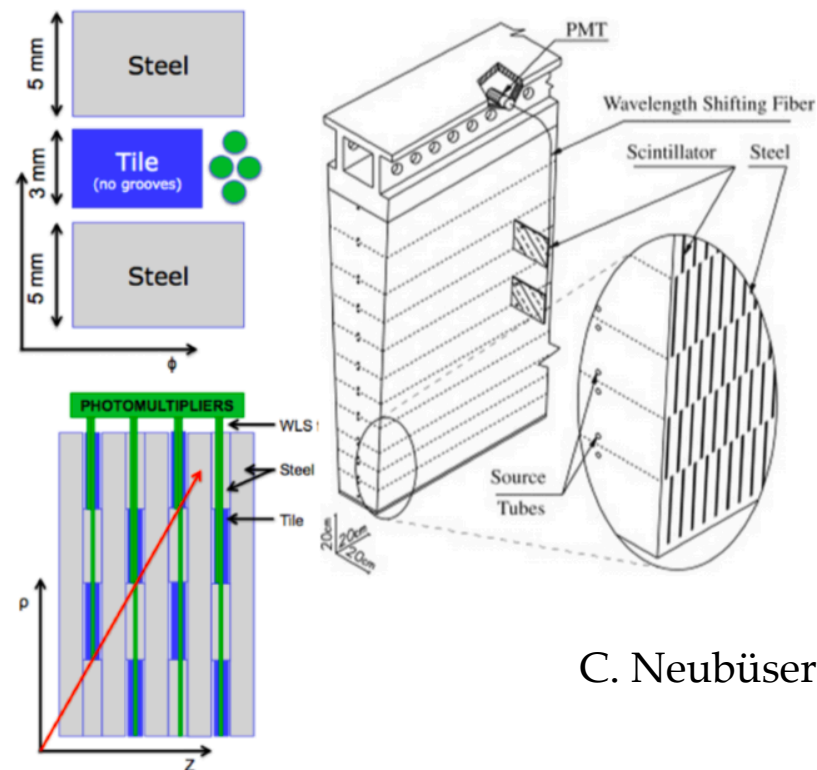 5 mm
Steel
3 mm
Tile
(no grooves)
5 mm
Steel
ϕ
PMT
Wavelength Shifting Fiber
Scintillator
Steel
Source
Tubes
20cm
20cm
20cm
PHOTOMULTIPLIERS
WLS
Steel
Tile
ρ
Z
C. Neubüser